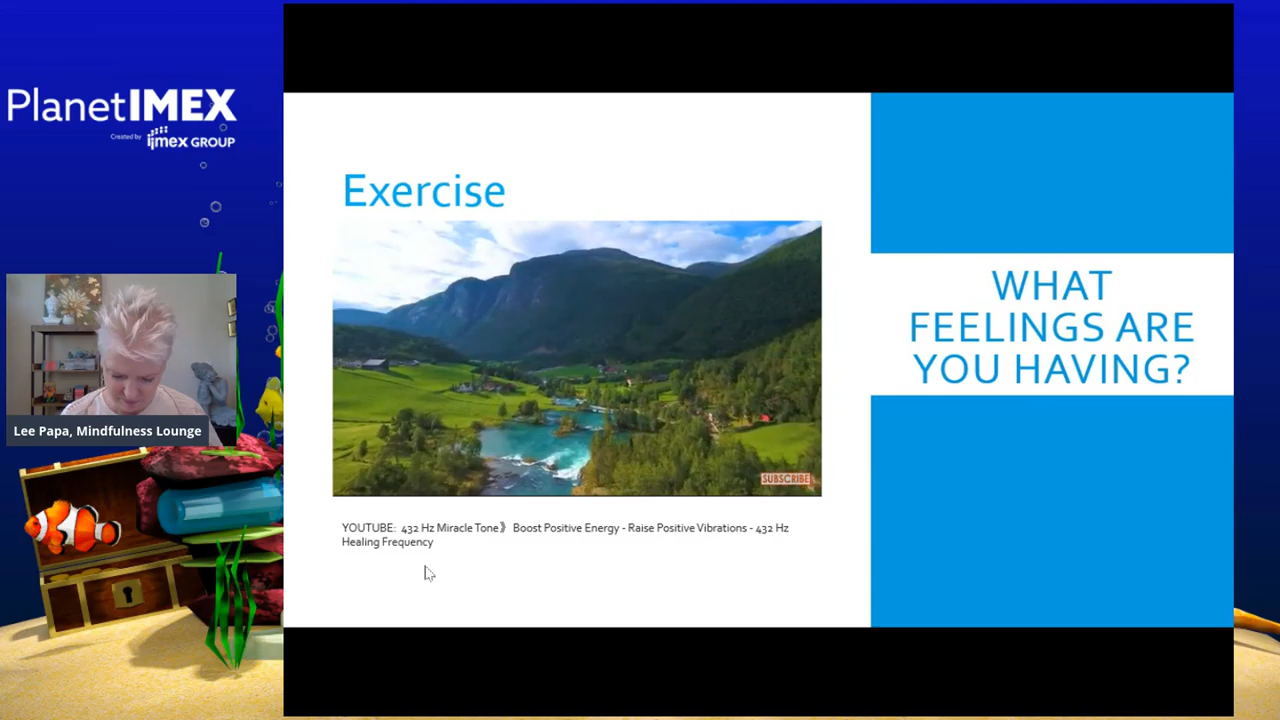 PlanetIMEX
Created by imex GROUP
Exercise
SUBSCRIBE
YOUTUBE: 432 Hz Miracle Tone》 Boost Positive Energy - Raise Positive Vibrations - 432 Hz
Healing Frequency
WHAT
FEELINGS ARE
YOU HAVING?
Lee Papa, Mindfulness Lounge